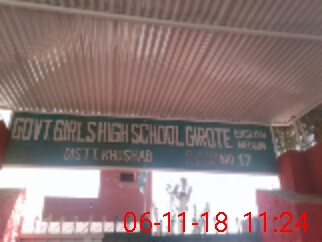 GOVT GIRLS HIGH SCHOOL GIROTE ENGLISH MEDIUM
DISTT. KHUSHAB NO. 17
06-11-18 11:24